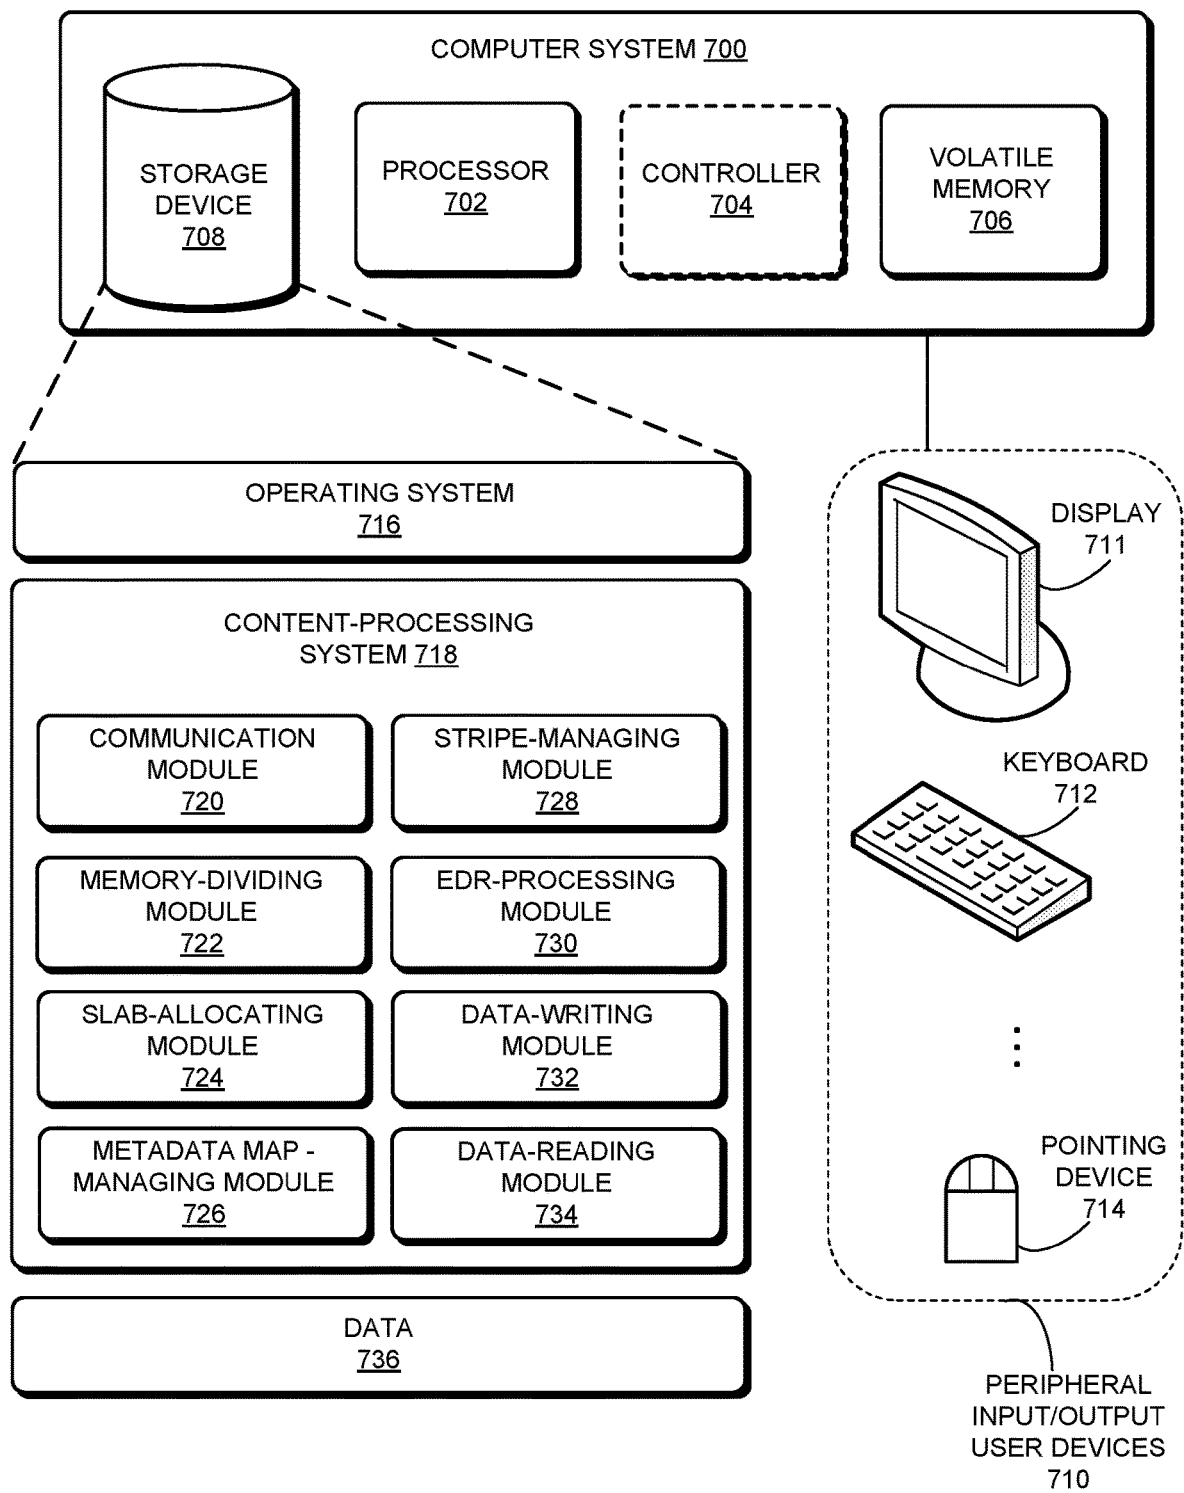 COMPUTER SYSTEM 700
STORAGE
DEVICE
708
PROCESSOR
702
CONTROLLER
704
VOLATILE
MEMORY
706
OPERATING SYSTEM
716
CONTENT-PROCESSING
SYSTEM 718
COMMUNICATION
MODULE
720
STRIPE-MANAGING
MODULE
728
MEMORY-DIVIDING
MODULE
722
EDR-PROCESSING
MODULE
730
SLAB-ALLOCATING
MODULE
724
DATA-WRITING
MODULE
732
METADATA MAP -
MANAGING MODULE
726
DATA-READING
MODULE
734
DATA
736
DISPLAY
711
KEYBOARD
712
POINTING
DEVICE
714
PERIPHERAL
INPUT/OUTPUT
USER DEVICES
710